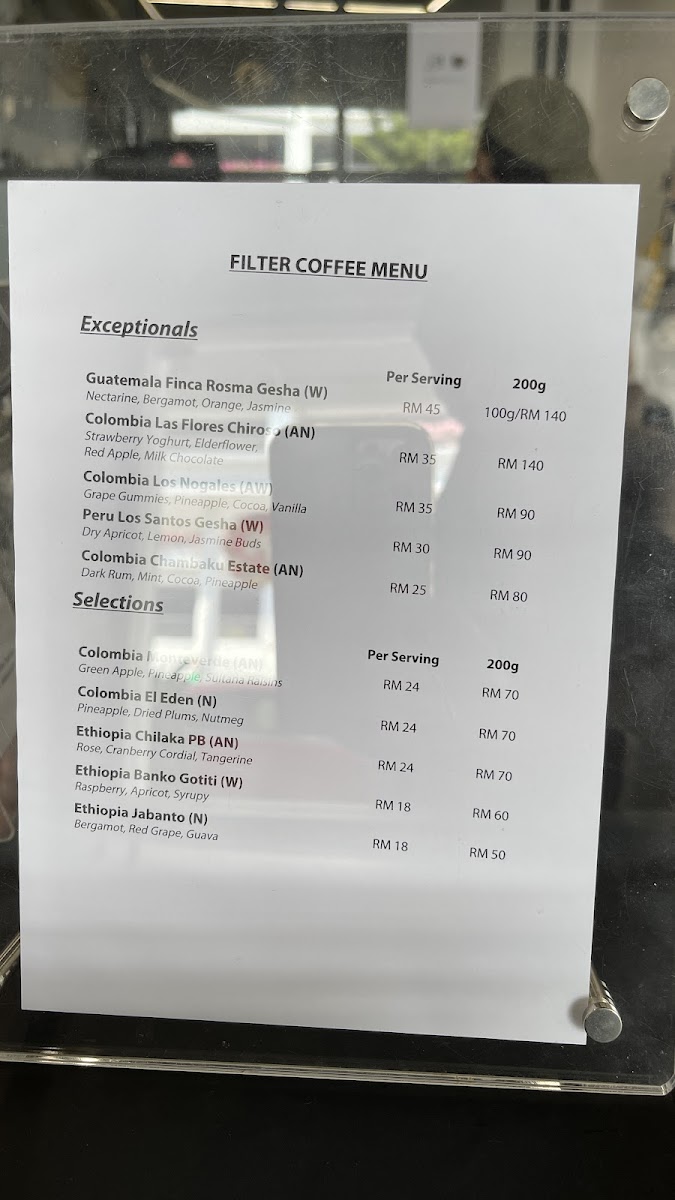 FILTER COFFEE MENU
Exceptionals
Per Serving 200g
Guatemala Finca Rosma Gesha (W)
Nectarine, Bergamot, Orange, Jasmine
RM 45 100g/RM 140
Colombia Las Flores Chiroso (AN)
Strawberry Yoghurt, Elderflower,
Red Apple, Milk Chocolate
RM 35 RM 140
Colombia Los Nogales (AW)
Grape Gummies, Pineapple, Cocoa, Vanilla
RM 35 RM 90
Peru Los Santos Gesha (W)
Dry Apricot, Lemon, Jasmine Buds
RM 30 RM 90
Colombia Chambaku Estate (AN)
Dark Rum, Mint, Cocoa, Pineapple
RM 25 RM 80
Selections
Per Serving 200g
Colombia Monteverde (AN)
Green Apple, Pineapple, Sultana Raisins
RM 24 RM 70
Colombia El Eden (N)
Pineapple, Dried Plums, Nutmeg
RM 24 RM 70
Ethiopia Chilaka PB (AN)
Rose, Cranberry Cordial, Tangerine
RM 24 RM 70
Ethiopia Banko Gotiti (W)
Raspberry, Apricot, Syrupy
RM 18 RM 60
Ethiopia Jabanto (N)
Bergamot, Red Grape, Guava
RM 18 RM 50